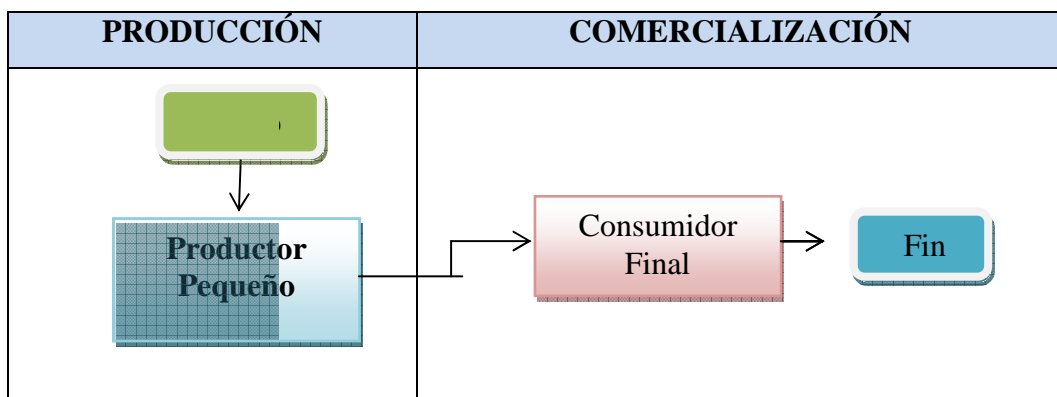 PRODUCCIÓN
COMERCIALIZACIÓN
Productor
Pequeño
Consumidor
Final
Fin